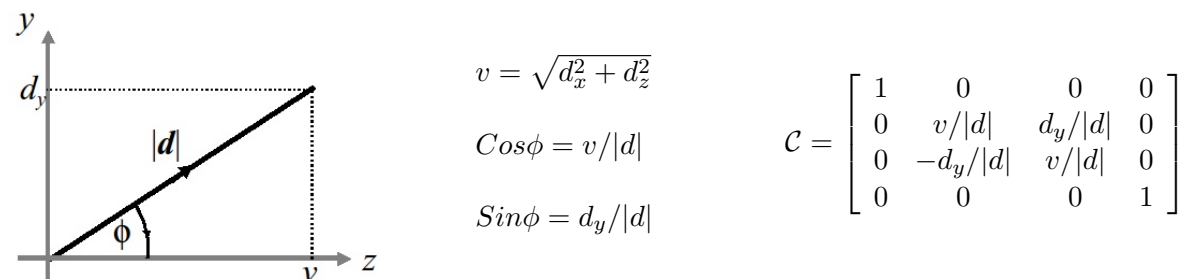 y
d_y
|d|
ϕ
v
z
v = √(d_x^2 + d_z^2)
Cosϕ = v/|d|
Sinϕ = d_y/|d|
C = [ 1 0 0 0
0 v/|d| d_y/|d| 0
0 −d_y/|d| v/|d| 0
0 0 0 1 ]